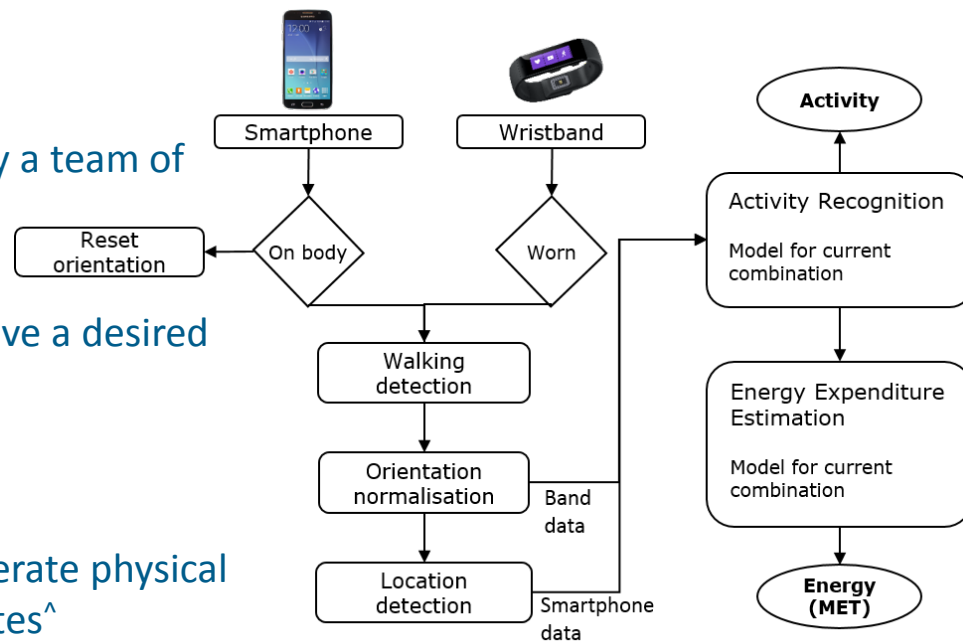 12:00
Smartphone
Wristband
Activity
y a team of
Reset
orientation
On body
Worn
Activity Recognition
Model for current
combination
ve a desired
Walking
detection
Energy Expenditure
Estimation
Model for current
combination
Orientation
normalisation
Band
data
erate physical
tes^
Location
detection
Smartphone
data
Energy
(MET)